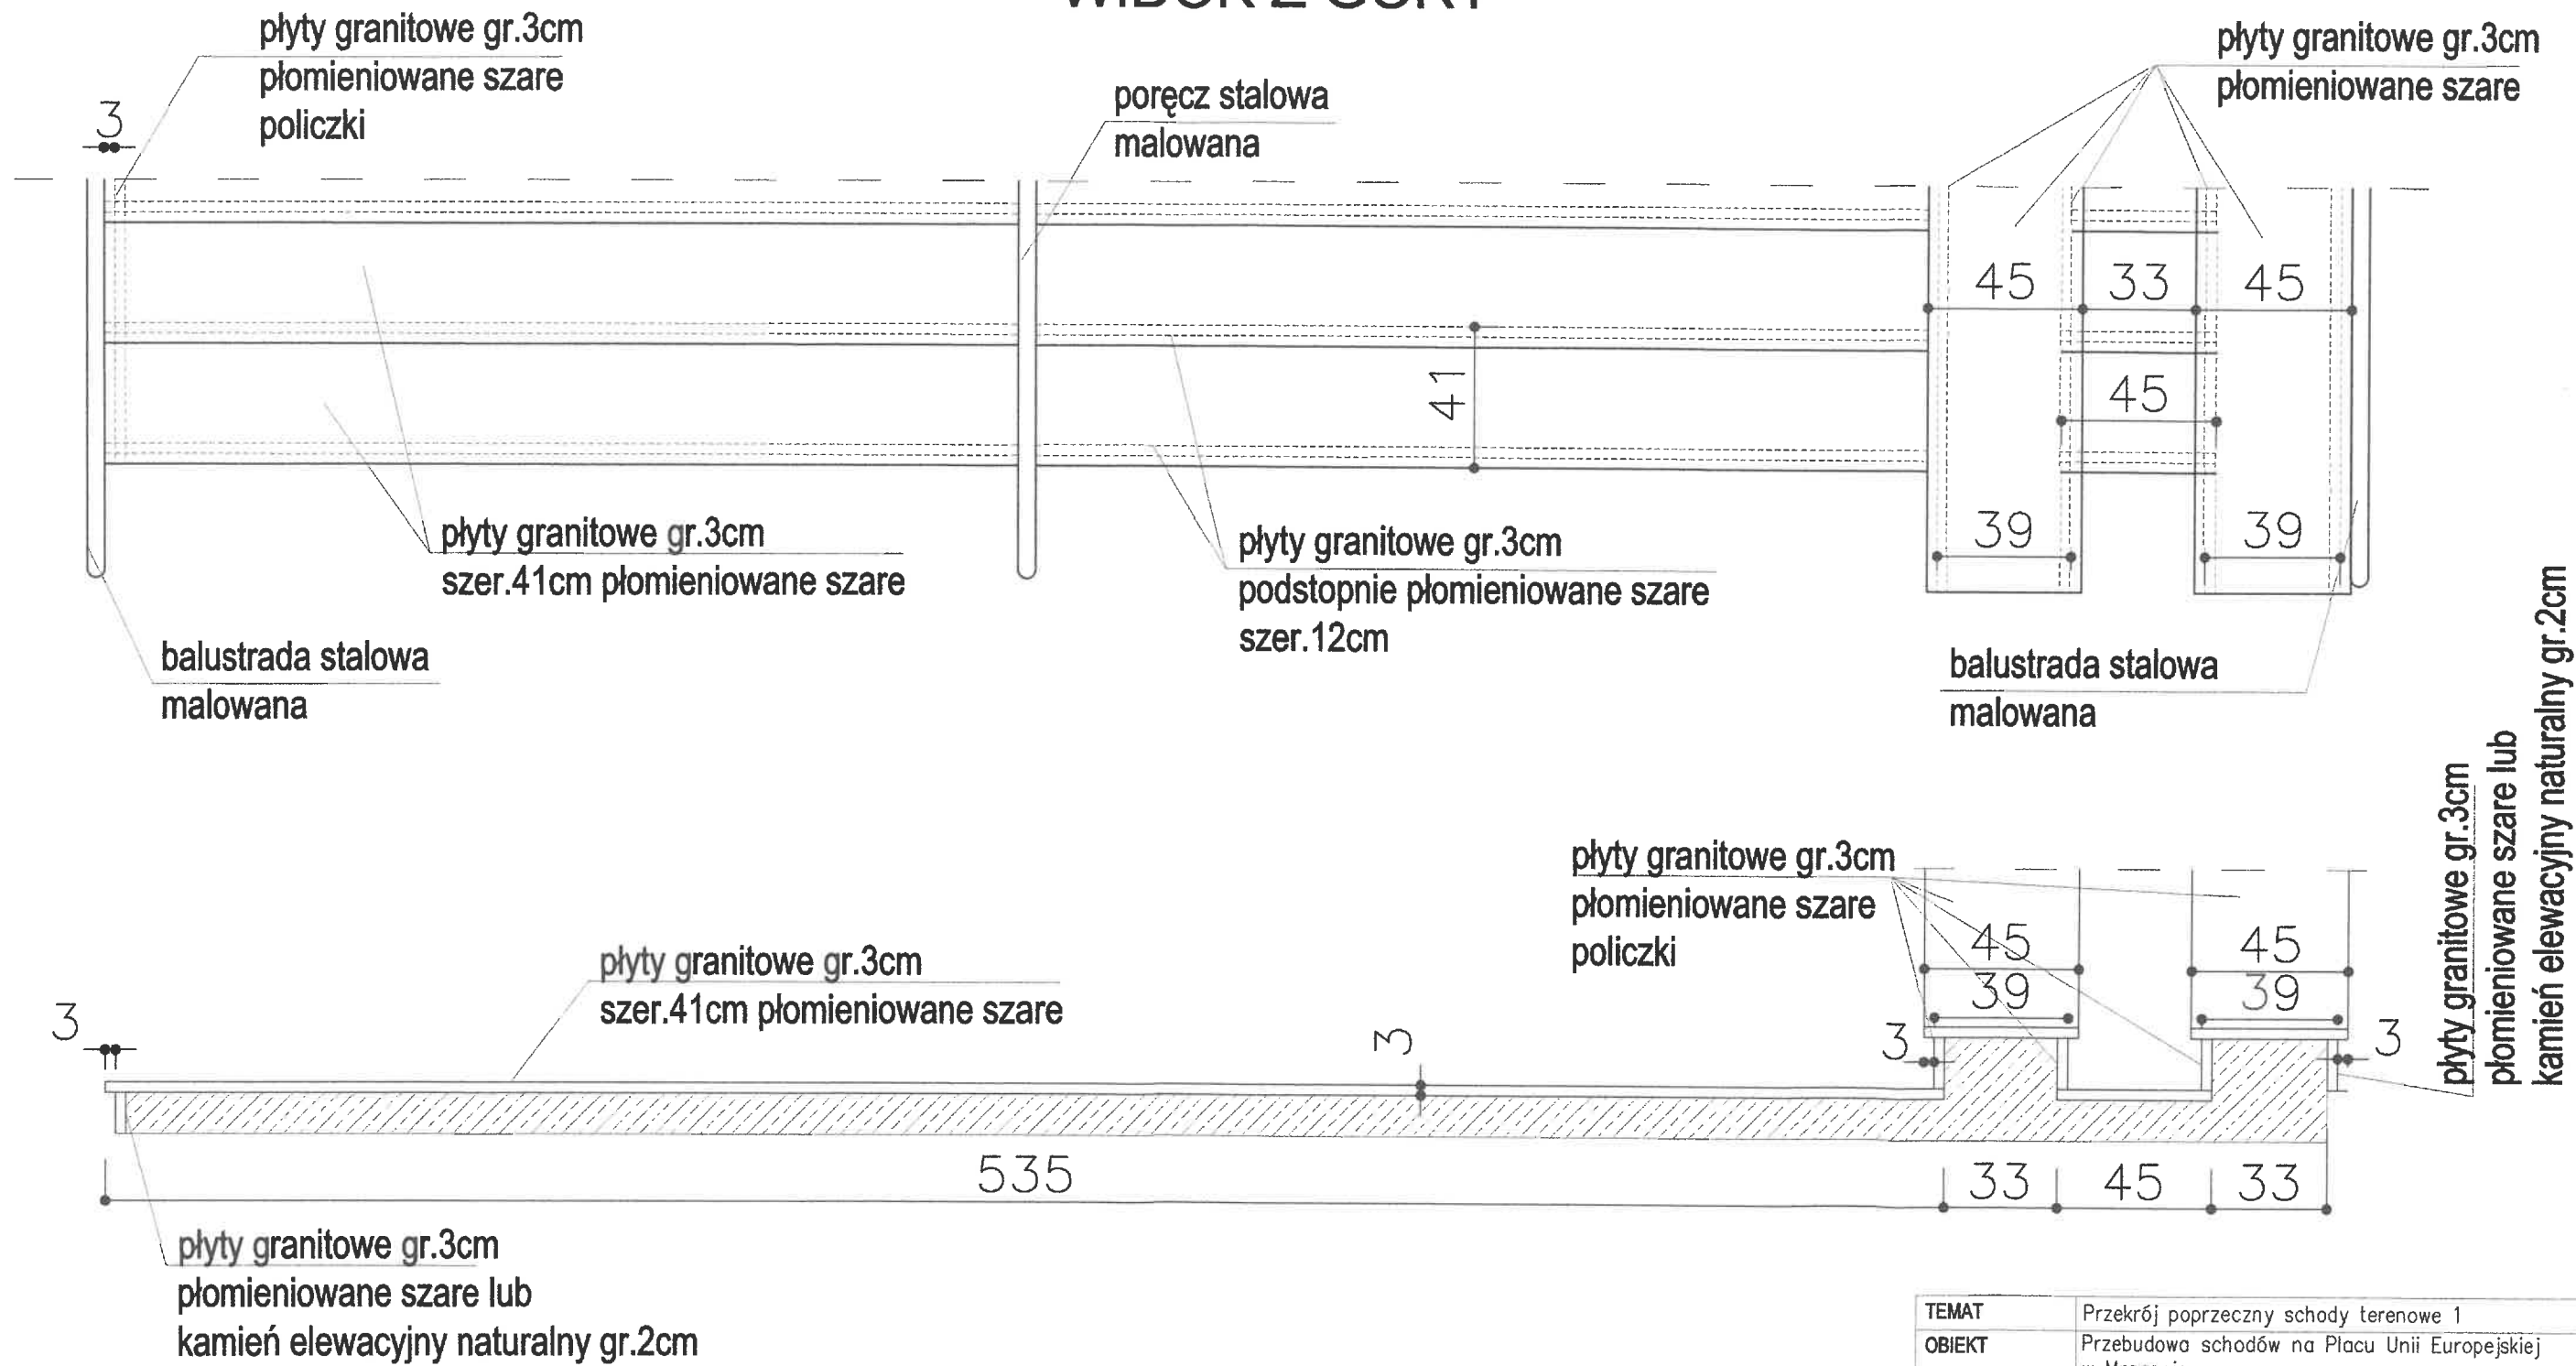 płyty granitowe gr.3cm
płomieniowane szare
policzki
3
poręcz stalowa
malowana
płyty granitowe gr.3cm
płomieniowane szare
45
33
45
41
45
39
39
płyty granitowe gr.3cm
szer.41cm płomieniowane szare
płyty granitowe gr.3cm
podstopnie płomieniowane szare
szer.12cm
balustrada stalowa
malowana
balustrada stalowa
malowana
płyty granitowe gr.3cm
płomieniowane szare lub
kamień elewacyjny naturalny gr.2cm
płyty granitowe gr.3cm
płomieniowane szare
policzki
45
39
45
39
płyty granitowe gr.3cm
szer.41cm płomieniowane szare
3
3
3
3
535
33
45
33
płyty granitowe gr.3cm
płomieniowane szare lub
kamień elewacyjny naturalny gr.2cm
TEMAT
Przekrój poprzeczny schody terenowe 1
OBIEKT
Przebudowa schodów na Placu Unii Europejskiej